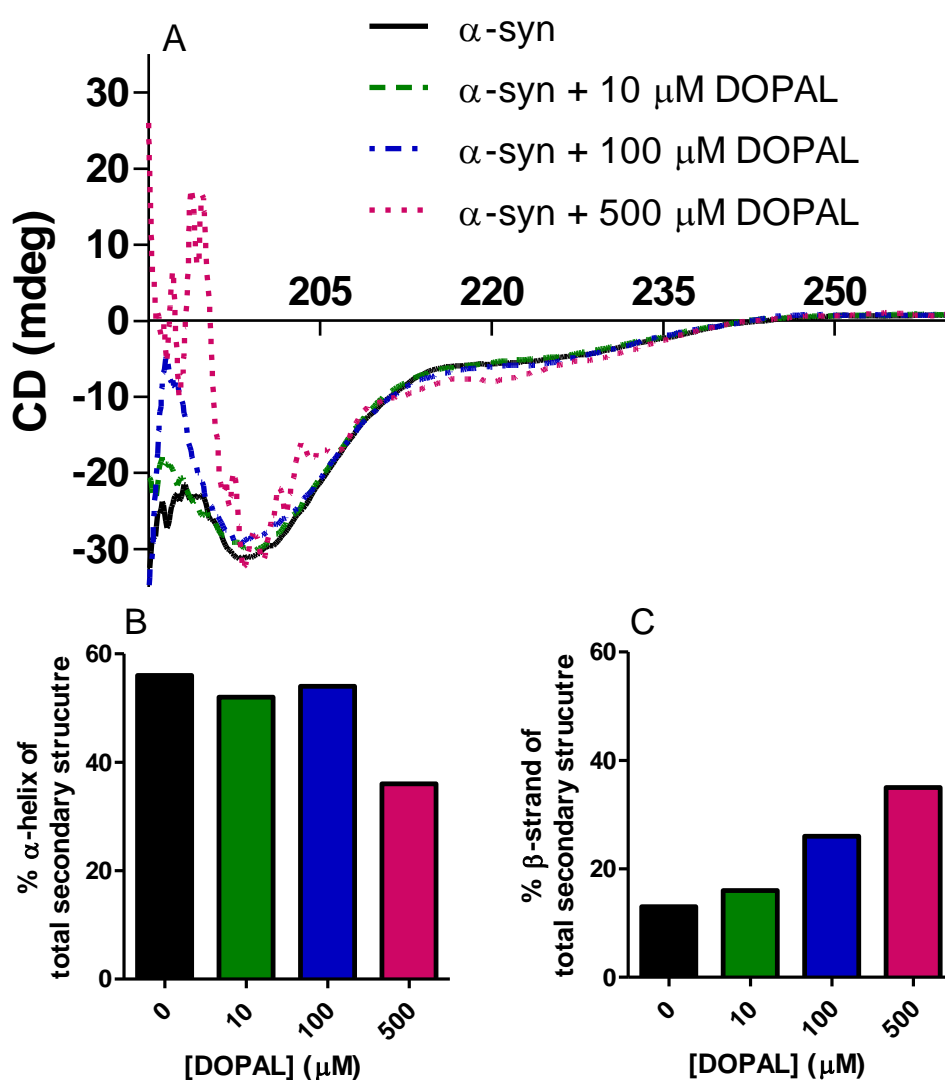 A
α-syn
α-syn + 10 μM DOPAL
α-syn + 100 μM DOPAL
α-syn + 500 μM DOPAL
CD (mdeg)
30
20
10
0
-10
-20
-30
205 220 235 250
B
% α-helix of
total secondary strucutre
60
40
20
0
0 10 100 500
[DOPAL] (μM)
C
% β-strand of
total secondary strucutre
60
40
20
0
0 10 100 500
[DOPAL] (μM)